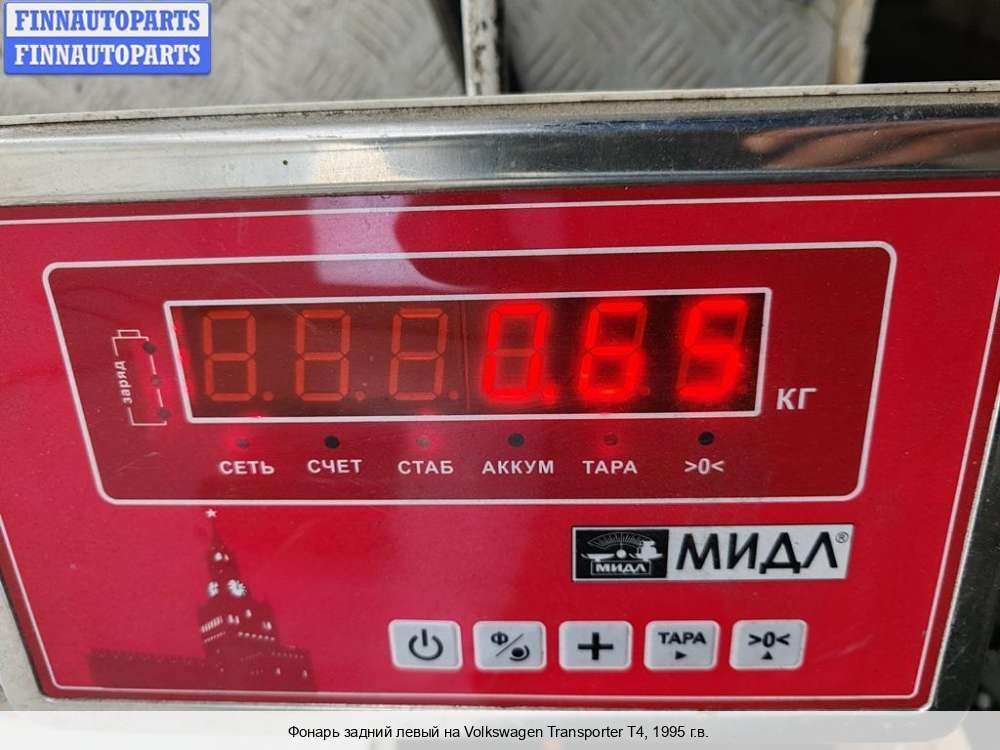 FINNAUTOPARTS
FINNAUTOPARTS
заряд
0.65
КГ
СЕТЬ СЧЕТ СТАБ АККУМ ТАРА >0<
МИДЛ
МИДЛ®
Ф ТАРА >0<
Фонарь задний левый на Volkswagen Transporter T4, 1995 г.в.